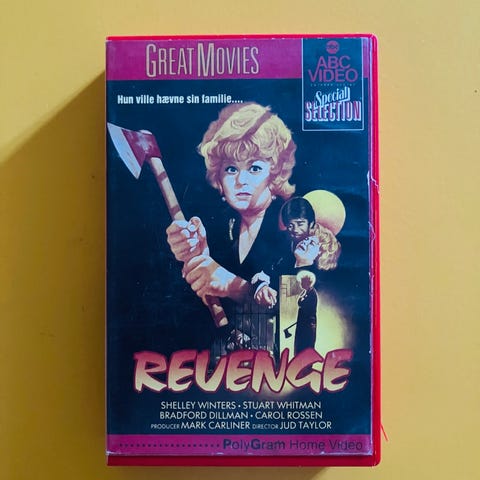 GREAT MOVIES
abc
ABC
VIDEO
Special
SELECTION
Hun ville hævne sin familie....
REVENGE
SHELLEY WINTERS • STUART WHITMAN
BRADFORD DILLMAN • CAROL ROSSEN
PRODUCER MARK CARLINER DIRECTOR JUD TAYLOR
PolyGram Home Video